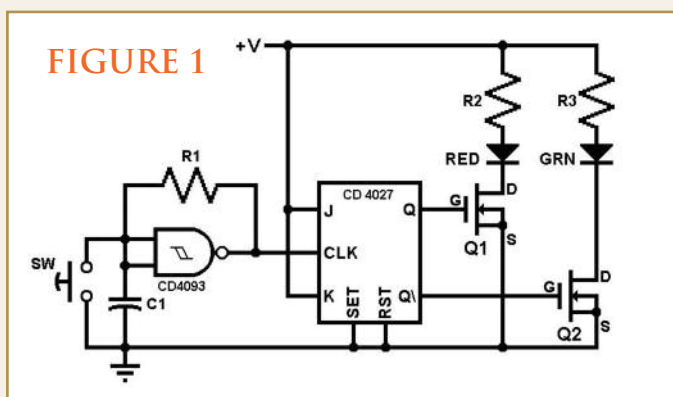 FIGURE 1
+V
R2
R3
R1
RED
GRN
CD 4027
J
Q
G
D
S
Q1
SW
CD4093
CLK
C1
K
SET
RST
Q\
G
D
S
Q2